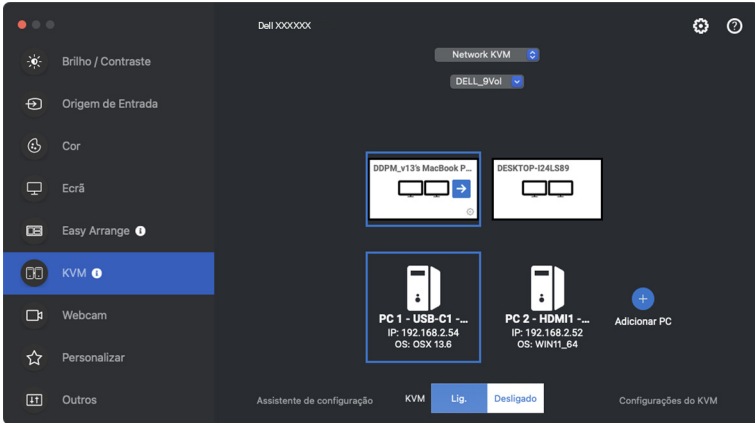 Dell XXXXXX
Brilho / Contraste
Origem de Entrada
Cor
Ecrã
Easy Arrange
KVM
Webcam
Personalizar
Outros
Network KVM
DELL_9Vol
DDPM_v13's MacBook P...
DESKTOP-I24LS89
PC 1 - USB-C1 -...
IP: 192.168.2.54
OS: OSX 13.6
PC 2 - HDMI1 -...
IP: 192.168.2.52
OS: WIN11_64
Adicionar PC
Assistente de configuração
KVM
Lig.
Desligado
Configurações do KVM